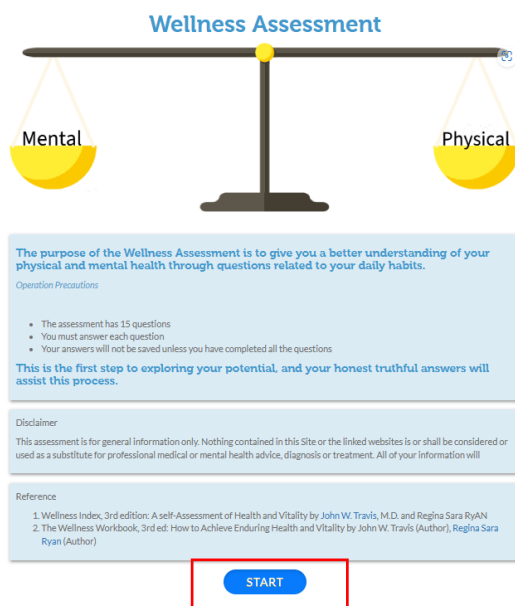 Wellness Assessment
Mental
Physical
The purpose of the Wellness Assessment is to give you a better understanding of your
physical and mental health through questions related to your daily habits.
Operation Precautions
• The assessment has 15 questions
• You must answer each question
• Your answers will not be saved unless you have completed all the questions
This is the first step to exploring your potential, and your honest truthful answers will
assist this process.
Disclaimer
This assessment is for general information only. Nothing contained in this Site or the linked websites is or shall be considered or
used as a substitute for professional medical or mental health advice, diagnosis or treatment. All of your information will
Reference
1. Wellness Index, 3rd edition: A self-Assessment of Health and Vitality by John W. Travis, M.D. and Regina Sara RyAN
2. The Wellness Workbook, 3rd ed: How to Achieve Enduring Health and Vitality by John W. Travis (Author), Regina Sara
Ryan (Author)
START